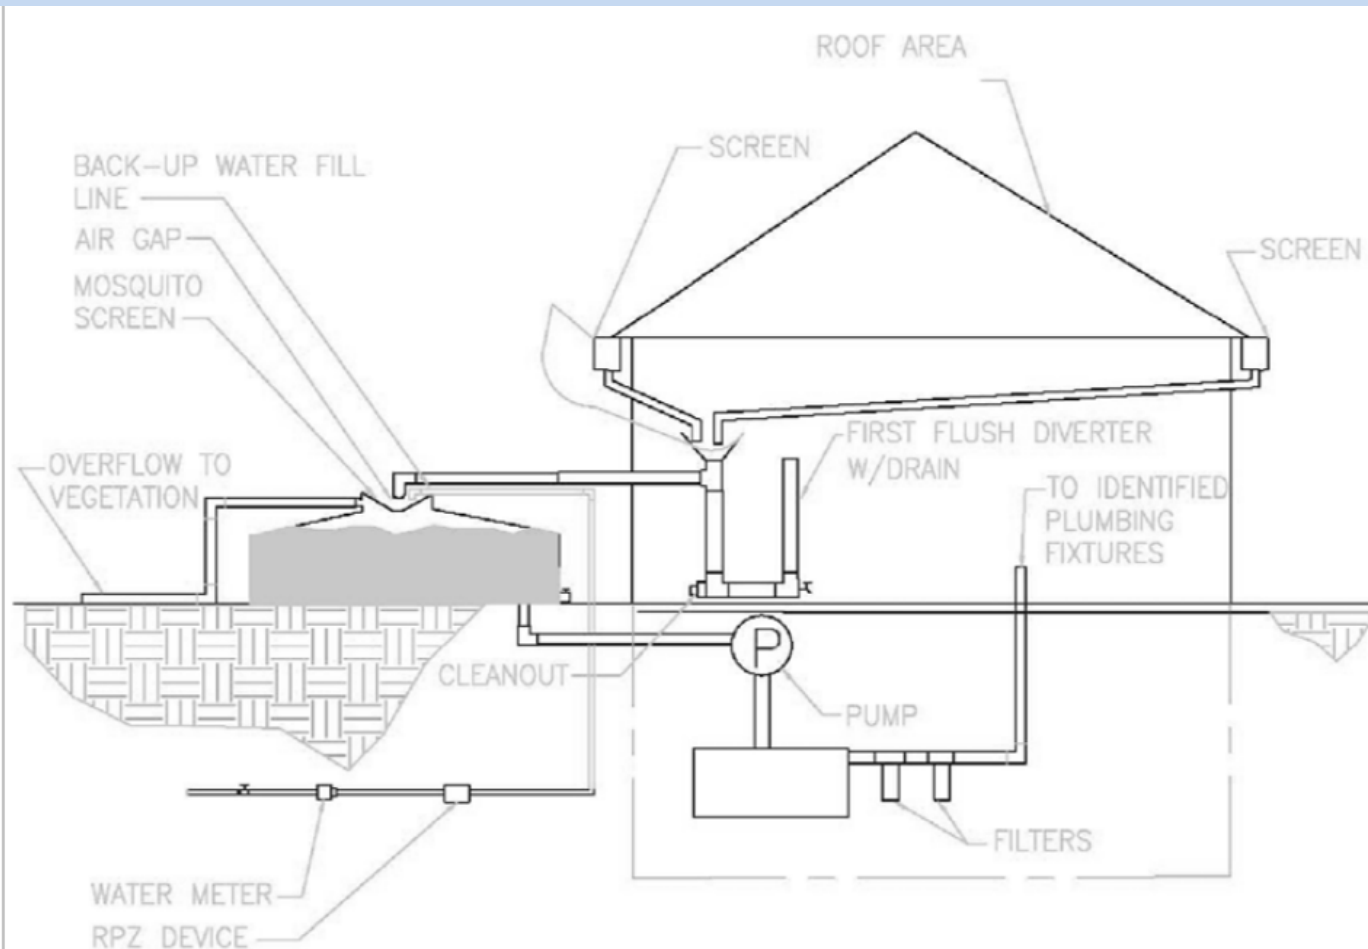 ROOF AREA
SCREEN
BACK-UP WATER FILL
LINE
AIR GAP
MOSQUITO
SCREEN
SCREEN
OVERFLOW TO
VEGETATION
FIRST FLUSH DIVERTER
W/DRAIN
TO IDENTIFIED
PLUMBING
FIXTURES
P
CLEANOUT
PUMP
FILTERS
WATER METER
RPZ DEVICE